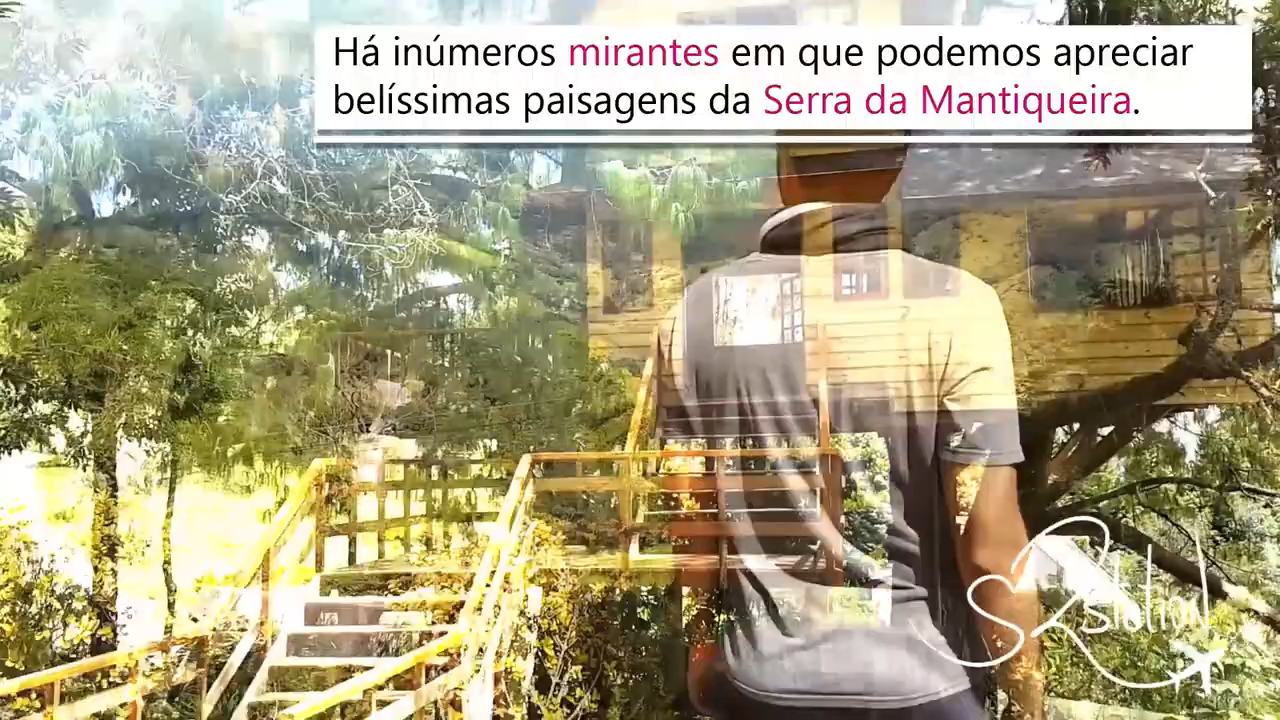 Há inúmeros mirantes em que podemos apreciar
belíssimas paisagens da Serra da Mantiqueira.